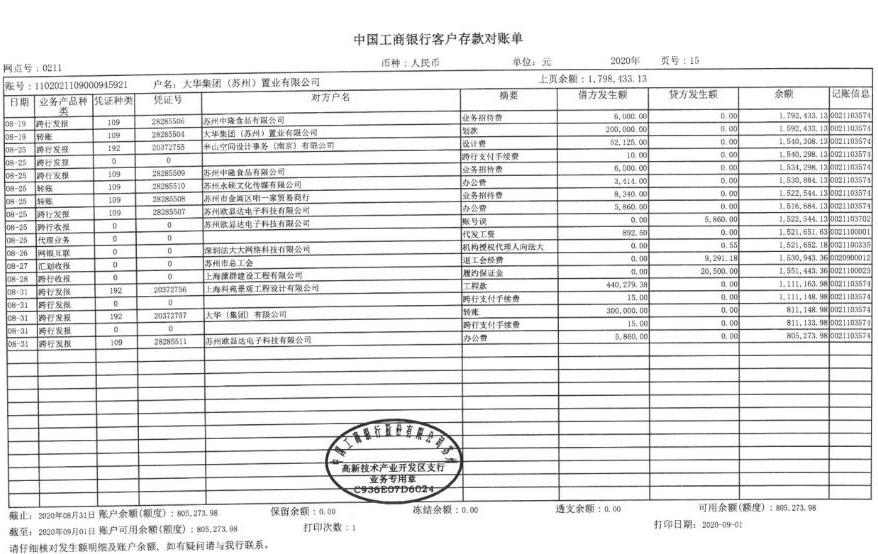 中国工商银行客户存款对账单
网点号：0211 币种：人民币 单位：元 2020年 页号：15
账号：1102021109000945921 户名：大华集团（苏州）置业有限公司 上页余额：1,798,433.13
日期 业务产品种类 凭证种类 凭证号 对方户名 摘要 借方发生额 贷方发生额 余额 记账信息
08-19 跨行发报 109 28285506 苏州中隆食品有限公司 业务招待费 6,000.00 0.00 1,792,433.13 0021103574
08-19 转账 109 28285504 大华集团（苏州）置业有限公司 划款 200,000.00 0.00 1,592,433.13 0021103574
08-25 跨行发报 192 20372755 半山空间设计事务（南京）有限公司 设计费 52,125.00 0.00 1,540,308.13 0021103574
08-25 跨行发报 0 0 跨行支付手续费 10.00 0.00 1,540,298.13 0021103574
08-25 跨行发报 109 28285509 苏州中隆食品有限公司 业务招待费 6,000.00 0.00 1,534,298.13 0021103574
08-25 转账 109 28285510 苏州永硕文化传媒有限公司 办公费 3,414.00 0.00 1,530,884.13 0021103574
08-25 转账 109 28285508 苏州市金属区明一家贸易商行 业务招待费 8,340.00 0.00 1,522,544.13 0021103574
08-25 跨行发报 109 28285507 苏州欧显达电子科技有限公司 办公费 5,860.00 0.00 1,516,684.13 0021103574
08-25 跨行收报 0 0 苏州欧显达电子科技有限公司 账号误 0.00 5,860.00 1,522,544.13 0021103702
08-25 代理业务 0 0 代发工资 892.50 0.00 1,521,651.63 0021100001
08-26 网银互联 0 0 深圳法大大网络科技有限公司 机构授权代理人向法大 0.00 0.55 1,521,652.18 0021100335
08-27 汇划收报 0 0 苏州市总工会 退工会经费 0.00 9,291.18 1,530,943.36 0020900012
08-28 跨行收报 0 0 上海濮群建设工程有限公司 履约保证金 0.00 20,500.00 1,551,443.36 0021100023
08-31 跨行发报 192 20372756 上海科苑景观工程设计有限公司 工程款 440,279.38 0.00 1,111,163.98 0021103574
08-31 跨行发报 0 0 跨行支付手续费 15.00 0.00 1,111,148.98 0021103574
08-31 跨行发报 192 20372757 大华（集团）有限公司 转账 300,000.00 0.00 811,148.98 0021103574
08-31 跨行发报 0 0 跨行支付手续费 15.00 0.00 811,133.98 0021103574
08-31 跨行发报 109 28285511 苏州欧显达电子科技有限公司 办公费 5,860.00 0.00 805,273.98 0021103574
中国工商银行股份有限公司苏州
高新技术产业开发区支行
业务专用章
C936E07D6024
截止：2020年08月31日 账户余额(额度)：805,273.98 保留余额：0.00 冻结余额：0.00 透支余额：0.00 可用余额(额度)：805,273.98
截至：2020年09月01日 账户可用余额(额度)：805,273.98 打印次数：1 打印日期：2020-09-01
请仔细核对发生额明细及账户余额，如有疑问请与我行联系。